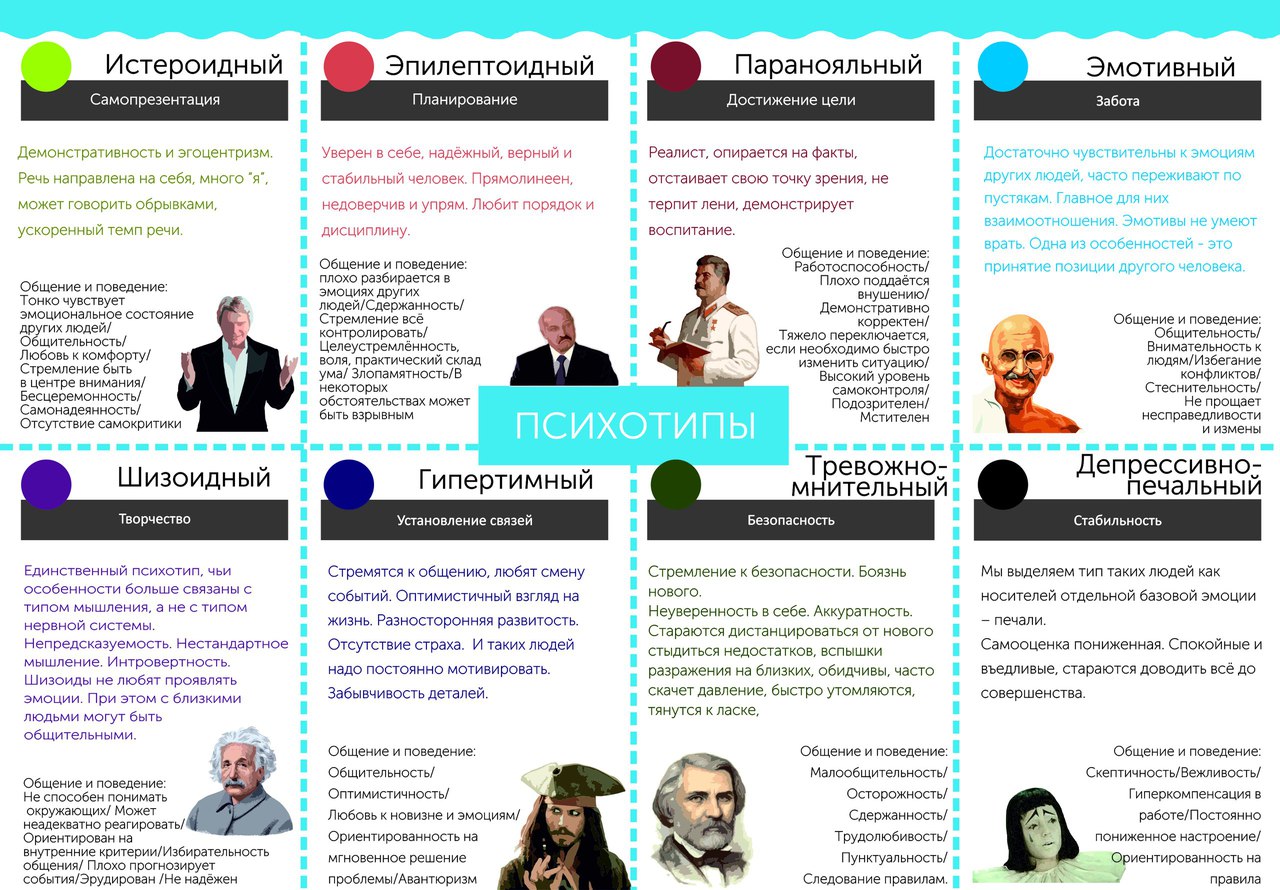 Истероидный
Самопрезентация
Демонстративность и эгоцентризм.
Речь направлена на себя, много "я",
может говорить обрывками,
ускоренный темп речи.
Общение и поведение:
Тонко чувствует
эмоциональное состояние
других людей/
Общительность/
Любовь к комфорту/
Стремление быть
в центре внимания/
Бесцеремонность/
Самонадеянность/
Отсутствие самокритики
Эпилептоидный
Планирование
Уверен в себе, надёжный, верный и
стабильный человек. Прямолинеен,
недоверчив и упрям. Любит порядок и
дисциплину.
Общение и поведение:
плохо разбирается в
эмоциях других
людей/Сдержанность/
Стремление всё
контролировать/
Целеустремлённость,
воля, практический склад
ума/ Злопамятность/В
некоторых
обстоятельствах может
быть взрывным
Паранояльный
Достижение цели
Реалист, опирается на факты,
отстаивает свою точку зрения, не
терпит лени, демонстрирует
воспитание.
Общение и поведение:
Работоспособность/
Плохо поддаётся
внушению/
Демонстративно
корректен/
Тяжело переключается,
если необходимо быстро
изменить ситуацию/
Высокий уровень
самоконтроля/
Подозрителен/
Мстителен
Эмотивный
Забота
Достаточно чувствительны к эмоциям
других людей, часто переживают по
пустякам. Главное для них
взаимоотношения. Эмотивы не умеют
врать. Одна из особенностей - это
принятие позиции другого человека.
Общение и поведение:
Общительность/
Внимательность к
людям/Избегание
конфликтов/
Стеснительность/
Не прощает
несправедливости
и измены
ПСИХОТИПЫ
Шизоидный
Творчество
Единственный психотип, чьи
особенности больше связаны с
типом мышления, а не с типом
нервной системы.
Непредсказуемость. Нестандартное
мышление. Интровертность.
Шизоиды не любят проявлять
эмоции. При этом с близкими
людьми могут быть
общительными.
Общение и поведение:
Не способен понимать
окружающих/ Может
неадекватно реагировать/
Ориентирован на
внутренние критерии/Избирательность
общения/ Плохо прогнозирует
события/Эрудирован /Не надёжен
Гипертимный
Установление связей
Стремятся к общению, любят смену
событий. Оптимистичный взгляд на
жизнь. Разносторонняя развитость.
Отсутствие страха. И таких людей
надо постоянно мотивировать.
Забывчивость деталей.
Общение и поведение:
Общительность/
Оптимистичность/
Любовь к новизне и эмоциям/
Ориентированность на
мгновенное решение
проблемы/Авантюризм
Тревожно-
мнительный
Безопасность
Стремление к безопасности. Боязнь
нового.
Неуверенность в себе. Аккуратность.
Стараются дистанцироваться от нового
стыдиться недостатков, вспышки
разражения на близких, обидчивы, часто
скачет давление, быстро утомляются,
тянутся к ласке,
Общение и поведение:
Малообщительность/
Осторожность/
Сдержанность/
Трудолюбивость/
Пунктуальность/
Следование правилам.
Депрессивно-
печальный
Стабильность
Мы выделяем тип таких людей как
носителей отдельной базовой эмоции
– печали.
Самооценка пониженная. Спокойные и
въедливые, стараются доводить всё до
совершенства.
Общение и поведение:
Скептичность/Вежливость/
Гиперкомпенсация в
работе/Постоянно
пониженное настроение/
Ориентированность на
правила